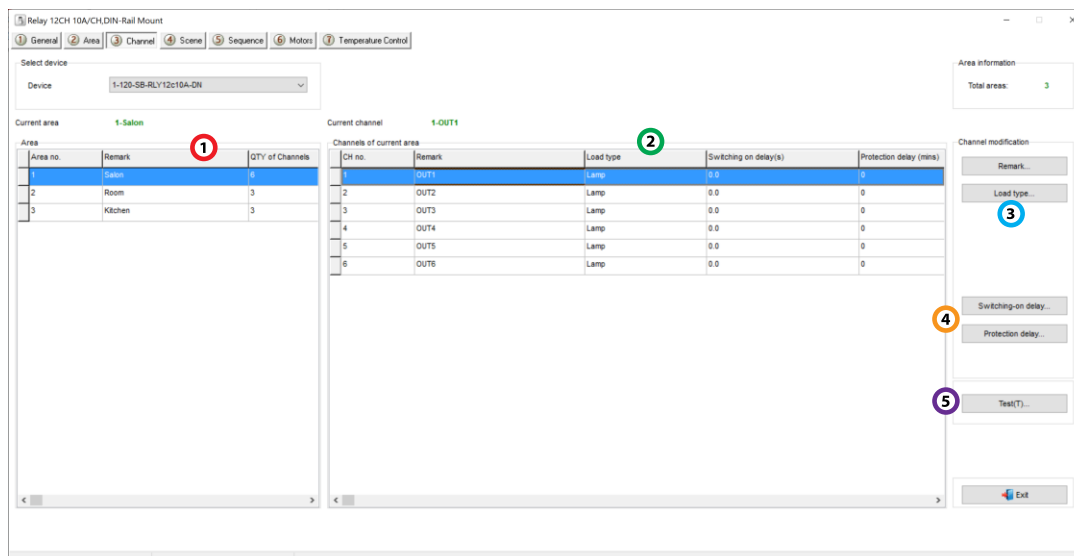 Relay 12CH 10A/CH,DIN-Rail Mount
1 General 2 Area 3 Channel 4 Scene 5 Sequence 6 Motors 7 Temperature Control
Select device
Area information
Device 1-120-SB-RLY12c10A-DN
Total areas: 3
Current area 1-Salon Current channel 1-OUT1
Area 1 Channels of current area 2 Channel modification
Area no. Remark QTY of Channels CH no. Remark Load type Switching on delay(s) Protection delay (mins)
Remark...
1 Salon 6 1 OUT1 Lamp 0.0 0
2 Room 3 2 OUT2 Lamp 0.0 0 Load type...
3 Kitchen 3 3 OUT3 Lamp 0.0 0 3
4 OUT4 Lamp 0.0 0
5 OUT5 Lamp 0.0 0
6 OUT6 Lamp 0.0 0
Switching-on delay...
4
Protection delay...
5 Test(T)...
Exit